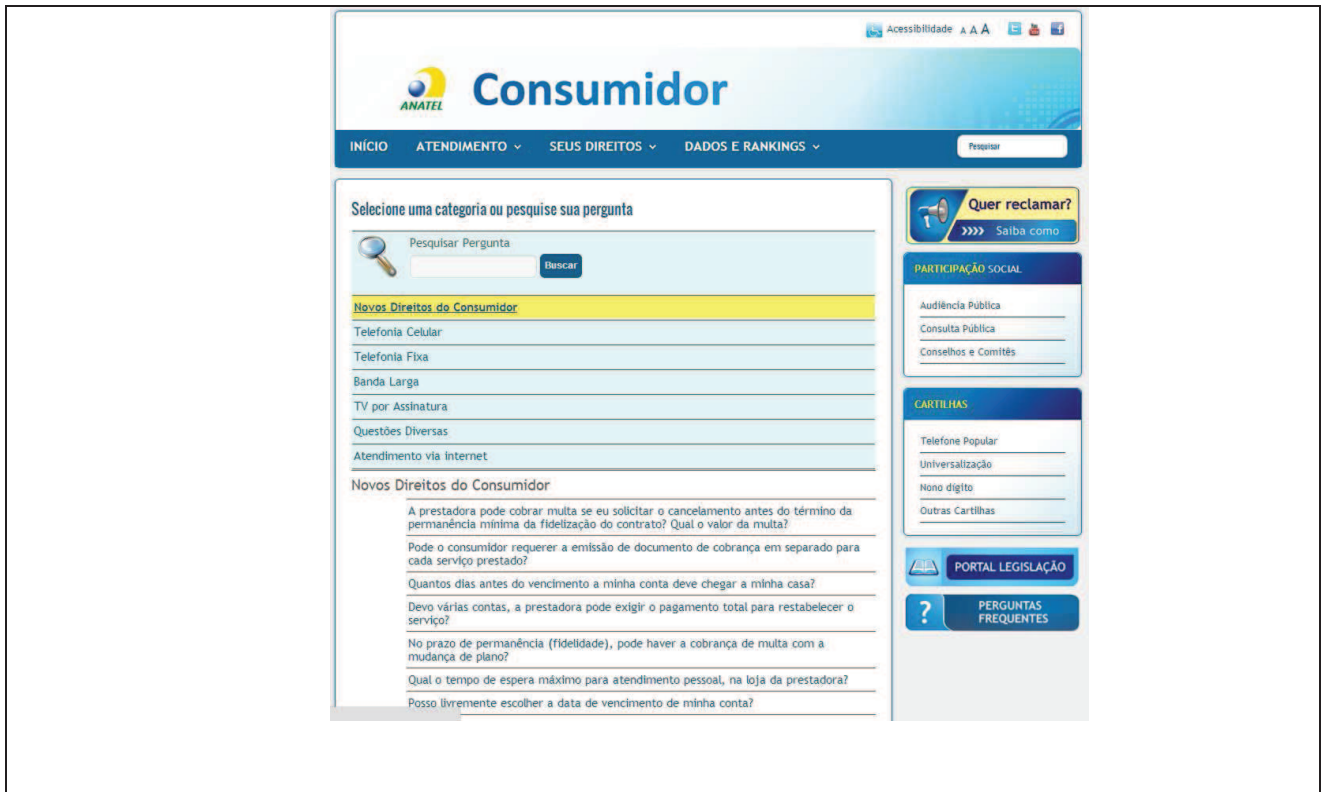 Acessibilidade A A A
ANATEL
Consumidor
INÍCIO ATENDIMENTO SEUS DIREITOS DADOS E RANKINGS Pesquisar
Selecione uma categoria ou pesquise sua pergunta
Pesquisar Pergunta
Buscar
Novos Direitos do Consumidor
Telefonia Celular
Telefonia Fixa
Banda Larga
TV por Assinatura
Questões Diversas
Atendimento via internet
Novos Direitos do Consumidor
A prestadora pode cobrar multa se eu solicitar o cancelamento antes do término da
permanência mínima da fidelização do contrato? Qual o valor da multa?
Pode o consumidor requerer a emissão de documento de cobrança em separado para
cada serviço prestado?
Quantos dias antes do vencimento a minha conta deve chegar a minha casa?
Devo várias contas, a prestadora pode exigir o pagamento total para restabelecer o
serviço?
No prazo de permanência (fidelidade), pode haver a cobrança de multa com a
mudança de plano?
Qual o tempo de espera máximo para atendimento pessoal, na loja da prestadora?
Posso livremente escolher a data de vencimento de minha conta?
Quer reclamar?
>>>> Saiba como
PARTICIPAÇÃO SOCIAL
Audiência Pública
Consulta Pública
Conselhos e Comitês
CARTILHAS
Telefone Popular
Universalização
Nono dígito
Outras Cartilhas
PORTAL LEGISLAÇÃO
? PERGUNTAS
FREQUENTES